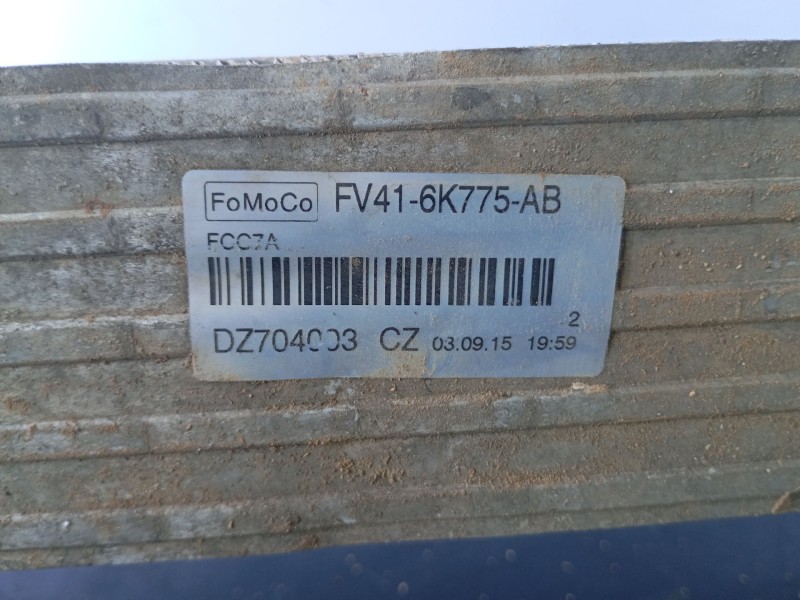 FoMoCo FV41-6K775-AB
FCC7A
2
DZ704003 CZ 03.09.15 19:59